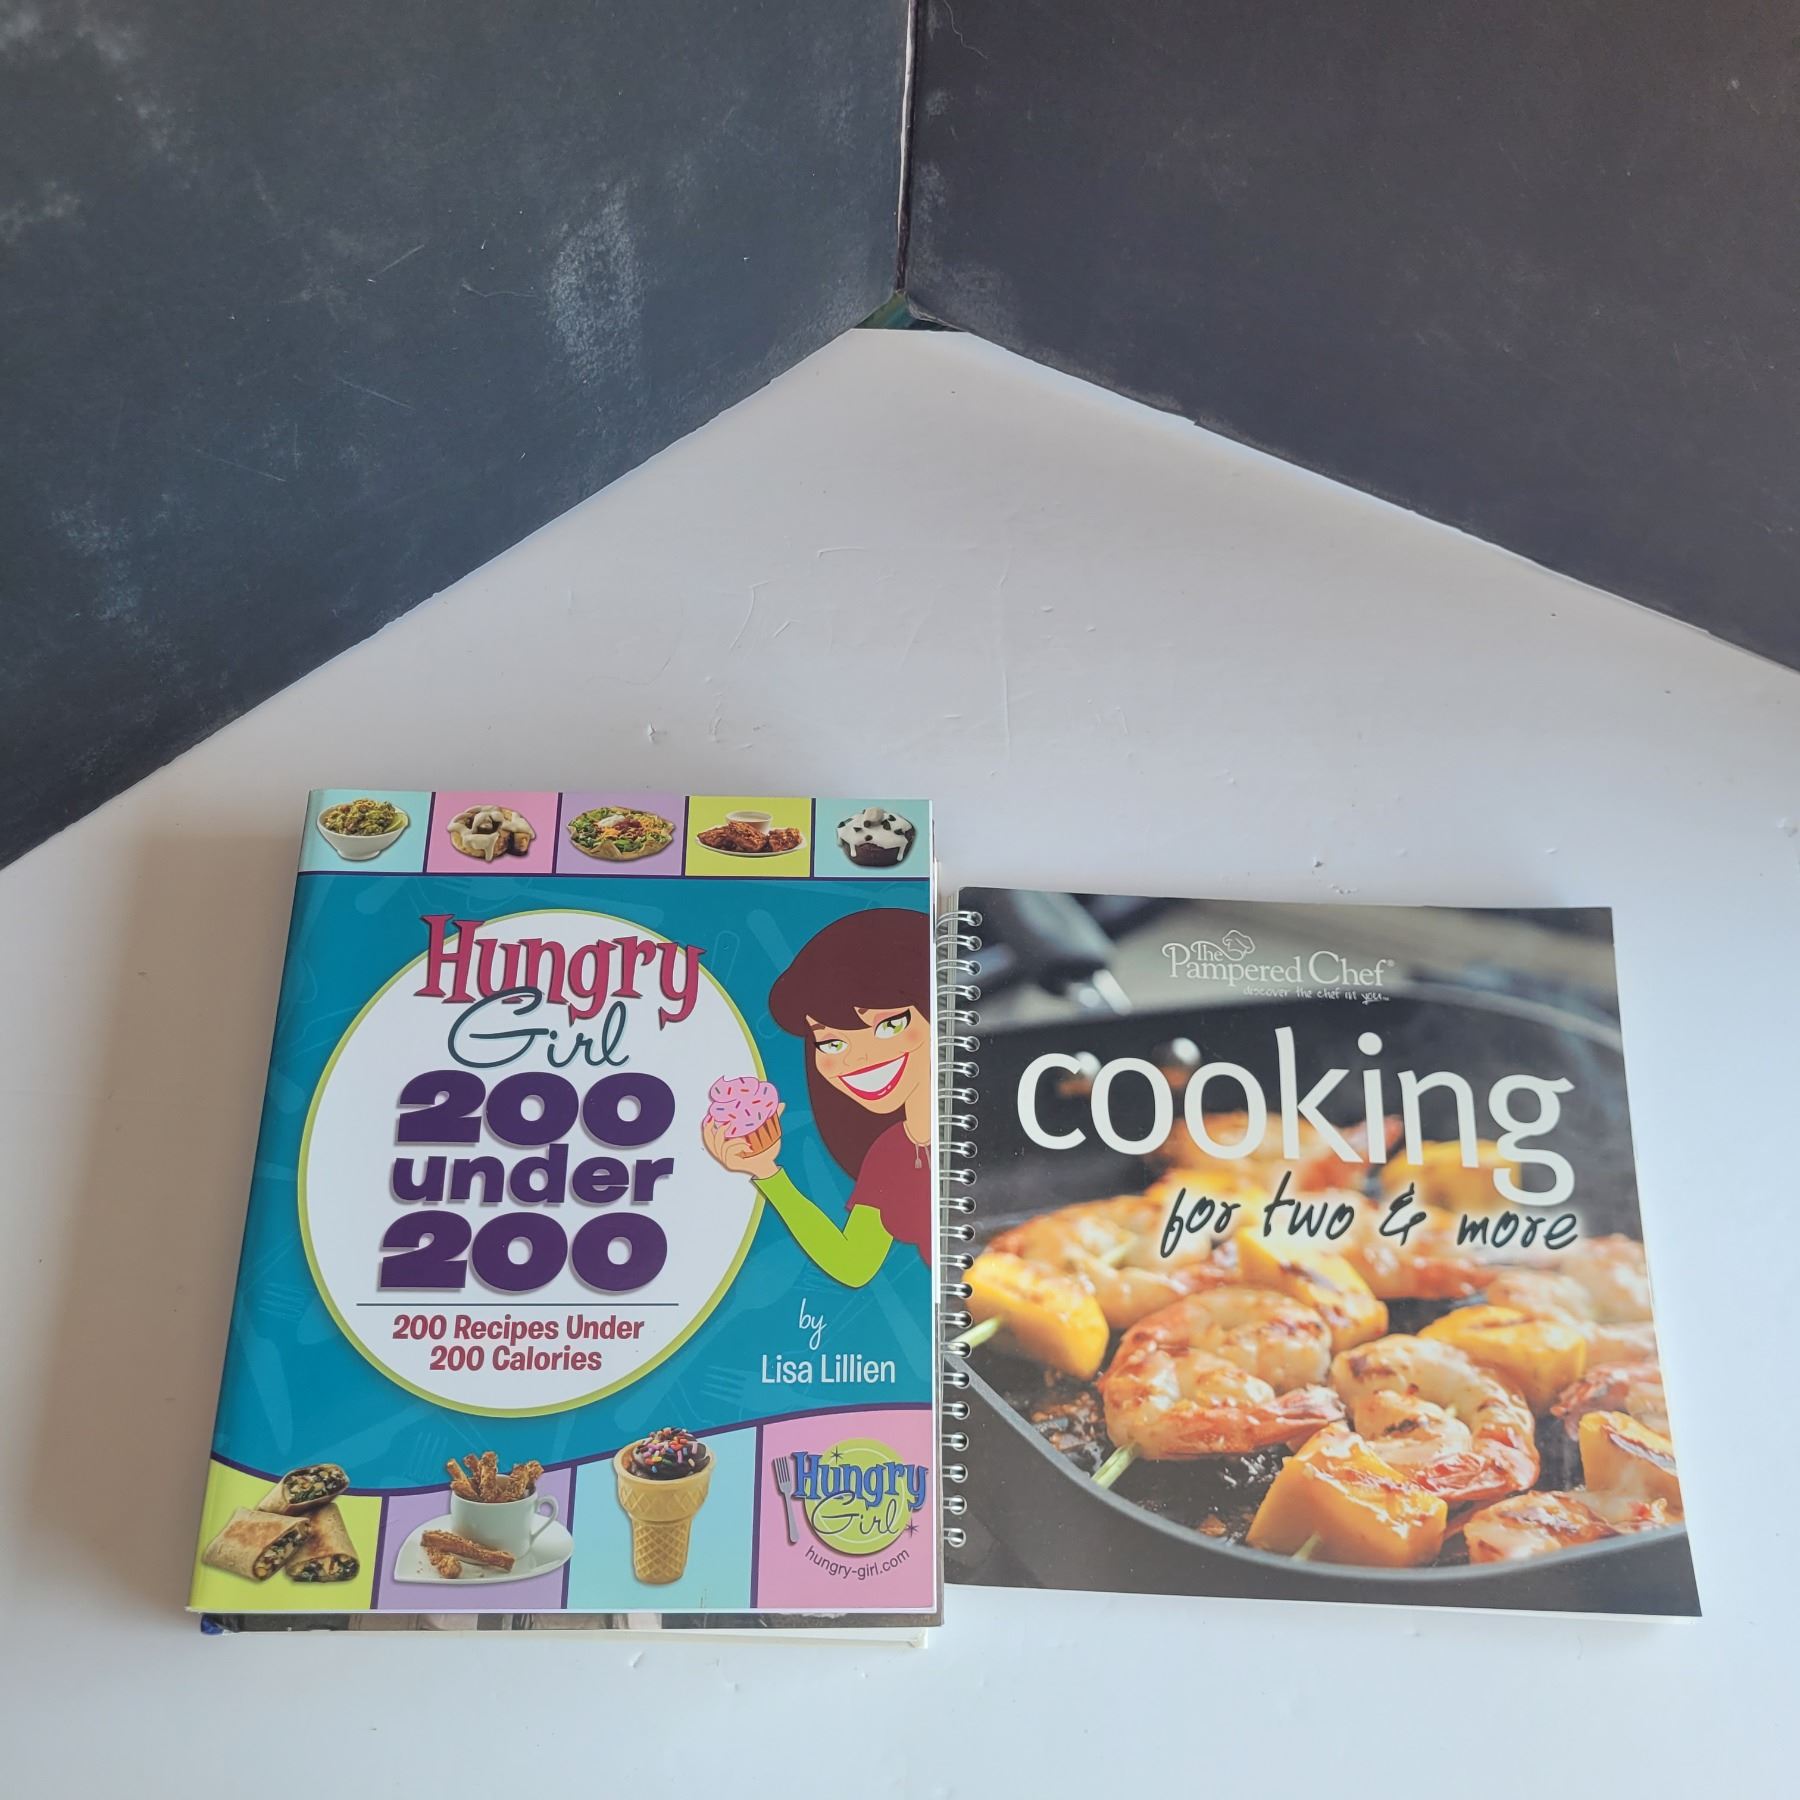 Hungry
Girl
200
under
200
200 Recipes Under
200 Calories
by
Lisa Lillien
Hungry
Girl
hungry-girl.com
The
Pampered Chef®
discover the chef in you™
cooking
for two & more